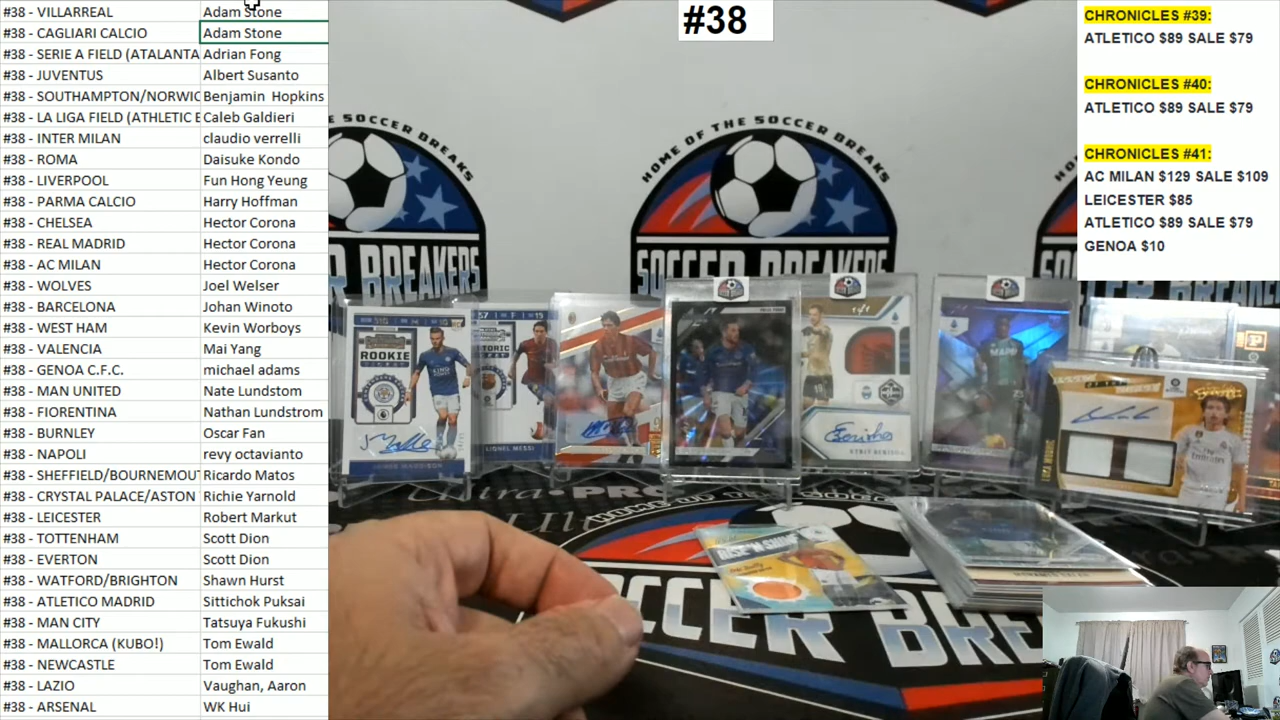 #38 - VILLARREAL Adam Stone
#38 - CAGLIARI CALCIO Adam Stone
#38 - SERIE A FIELD (ATALANTA Adrian Fong
#38 - JUVENTUS Albert Susanto
#38 - SOUTHAMPTON/NORWIC Benjamin Hopkins
#38 - LA LIGA FIELD (ATHLETIC B Caleb Galdieri
#38 - INTER MILAN claudio verrelli
#38 - ROMA Daisuke Kondo
#38 - LIVERPOOL Fun Hong Yeung
#38 - PARMA CALCIO Harry Hoffman
#38 - CHELSEA Hector Corona
#38 - REAL MADRID Hector Corona
#38 - AC MILAN Hector Corona
#38 - WOLVES Joel Welser
#38 - BARCELONA Johan Winoto
#38 - WEST HAM Kevin Worboys
#38 - VALENCIA Mai Yang
#38 - GENOA C.F.C. michael adams
#38 - MAN UNITED Nate Lundstom
#38 - FIORENTINA Nathan Lundstrom
#38 - BURNLEY Oscar Fan
#38 - NAPOLI revy octavianto
#38 - SHEFFIELD/BOURNEMOUT Ricardo Matos
#38 - CRYSTAL PALACE/ASTON Richie Yarnold
#38 - LEICESTER Robert Markut
#38 - TOTTENHAM Scott Dion
#38 - EVERTON Scott Dion
#38 - WATFORD/BRIGHTON Shawn Hurst
#38 - ATLETICO MADRID Sittichok Puksai
#38 - MAN CITY Tatsuya Fukushi
#38 - MALLORCA (KUBO!) Tom Ewald
#38 - NEWCASTLE Tom Ewald
#38 - LAZIO Vaughan, Aaron
#38 - ARSENAL WK Hui
#38
CHRONICLES #39:
ATLETICO $89 SALE $79
CHRONICLES #40:
ATLETICO $89 SALE $79
CHRONICLES #41:
AC MILAN $129 SALE $109
LEICESTER $85
ATLETICO $89 SALE $79
GENOA $10
E SOCCER BREAKS
R BREAKERS
HOME OF THE SOCCER BREAKS
SOCCER BREAKERS
ROOKIE
LIONEL MESSI
SOCCER BRE